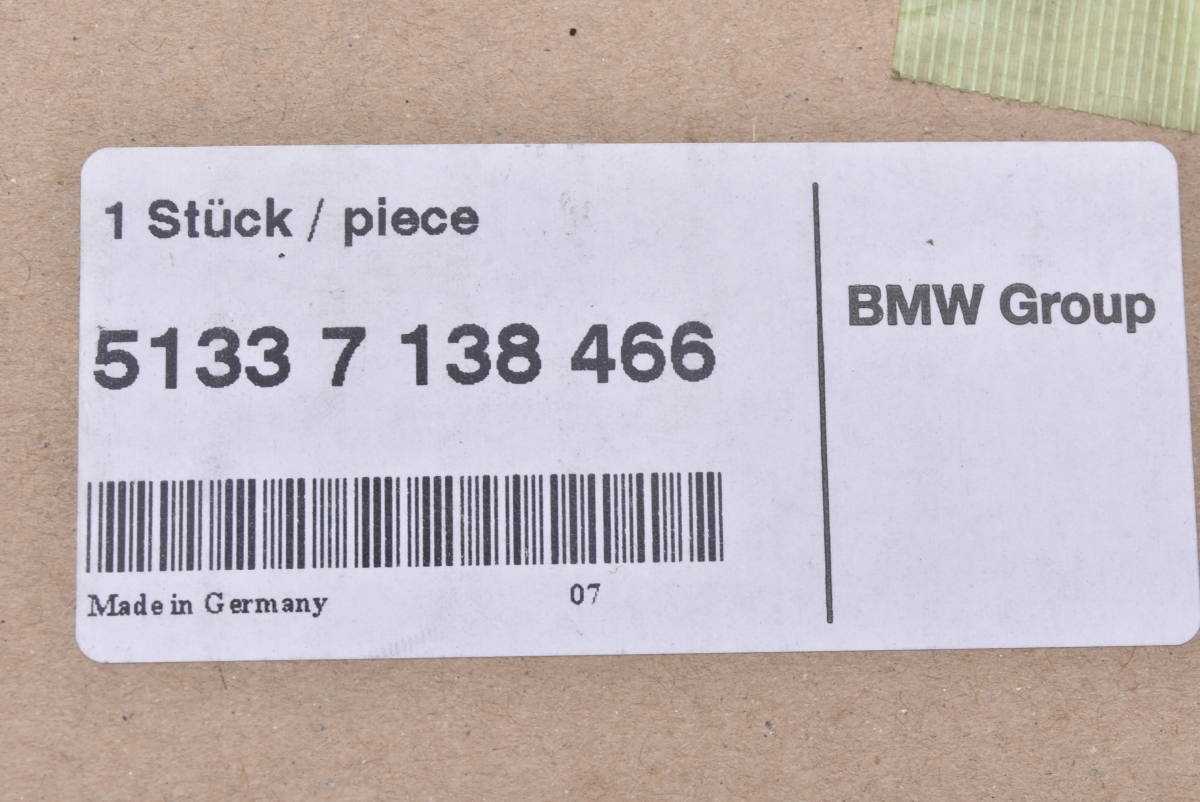 1 Stück / piece
5133 7 138 466
BMW Group
Made in Germany
07